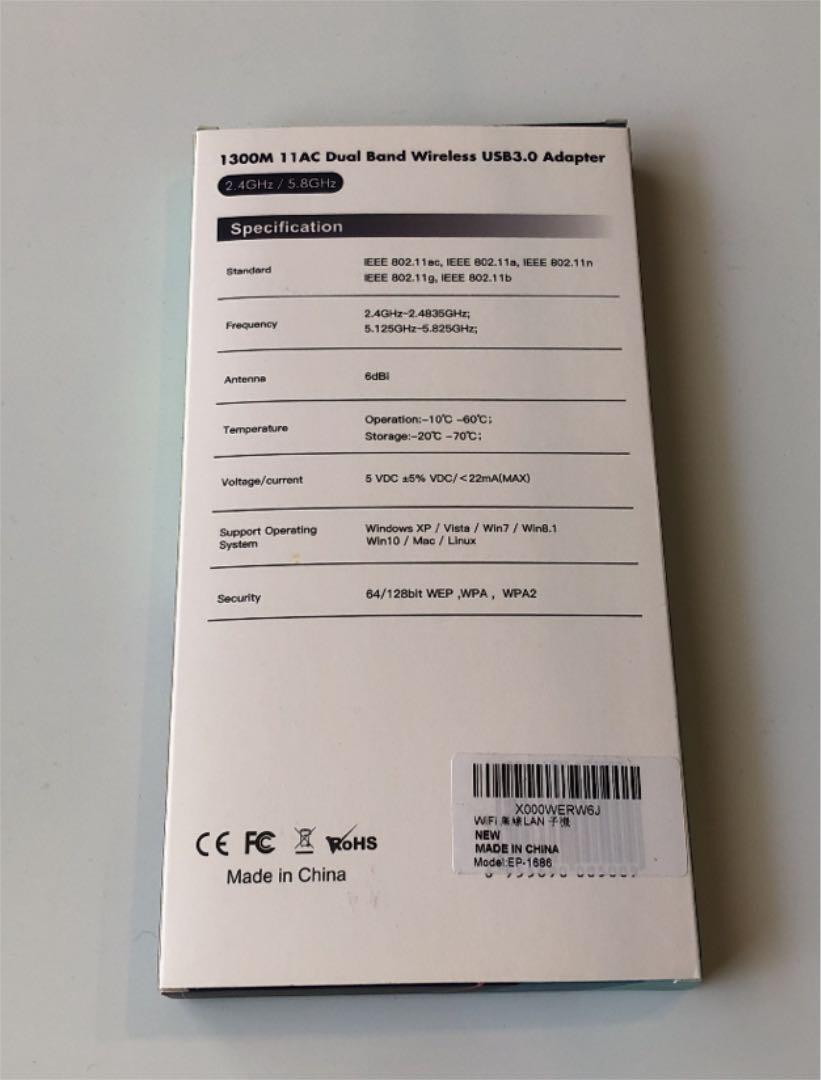 1300M 11AC Dual Band Wireless USB3.0 Adapter
2.4GHz / 5.8GHz
Specification
Standard
IEEE 802.11ac, IEEE 802.11a, IEEE 802.11n
IEEE 802.11g, IEEE 802.11b
Frequency
2.4GHz-2.4835GHz;
5.125GHz-5.825GHz;
Antenna
6dBi
Temperature
Operation:-10℃ -60℃;
Storage:-20℃ -70℃;
Voltage/current
5 VDC ±5% VDC/<22mA(MAX)
Support Operating
System
Windows XP / Vista / Win7 / Win8.1
Win10 / Mac / Linux
Security
64/128bit WEP ,WPA , WPA2
X000WERW6J
WiFi 無線LAN 子機
NEW
MADE IN CHINA
Model:EP-1686
CE FC RoHS
Made in China